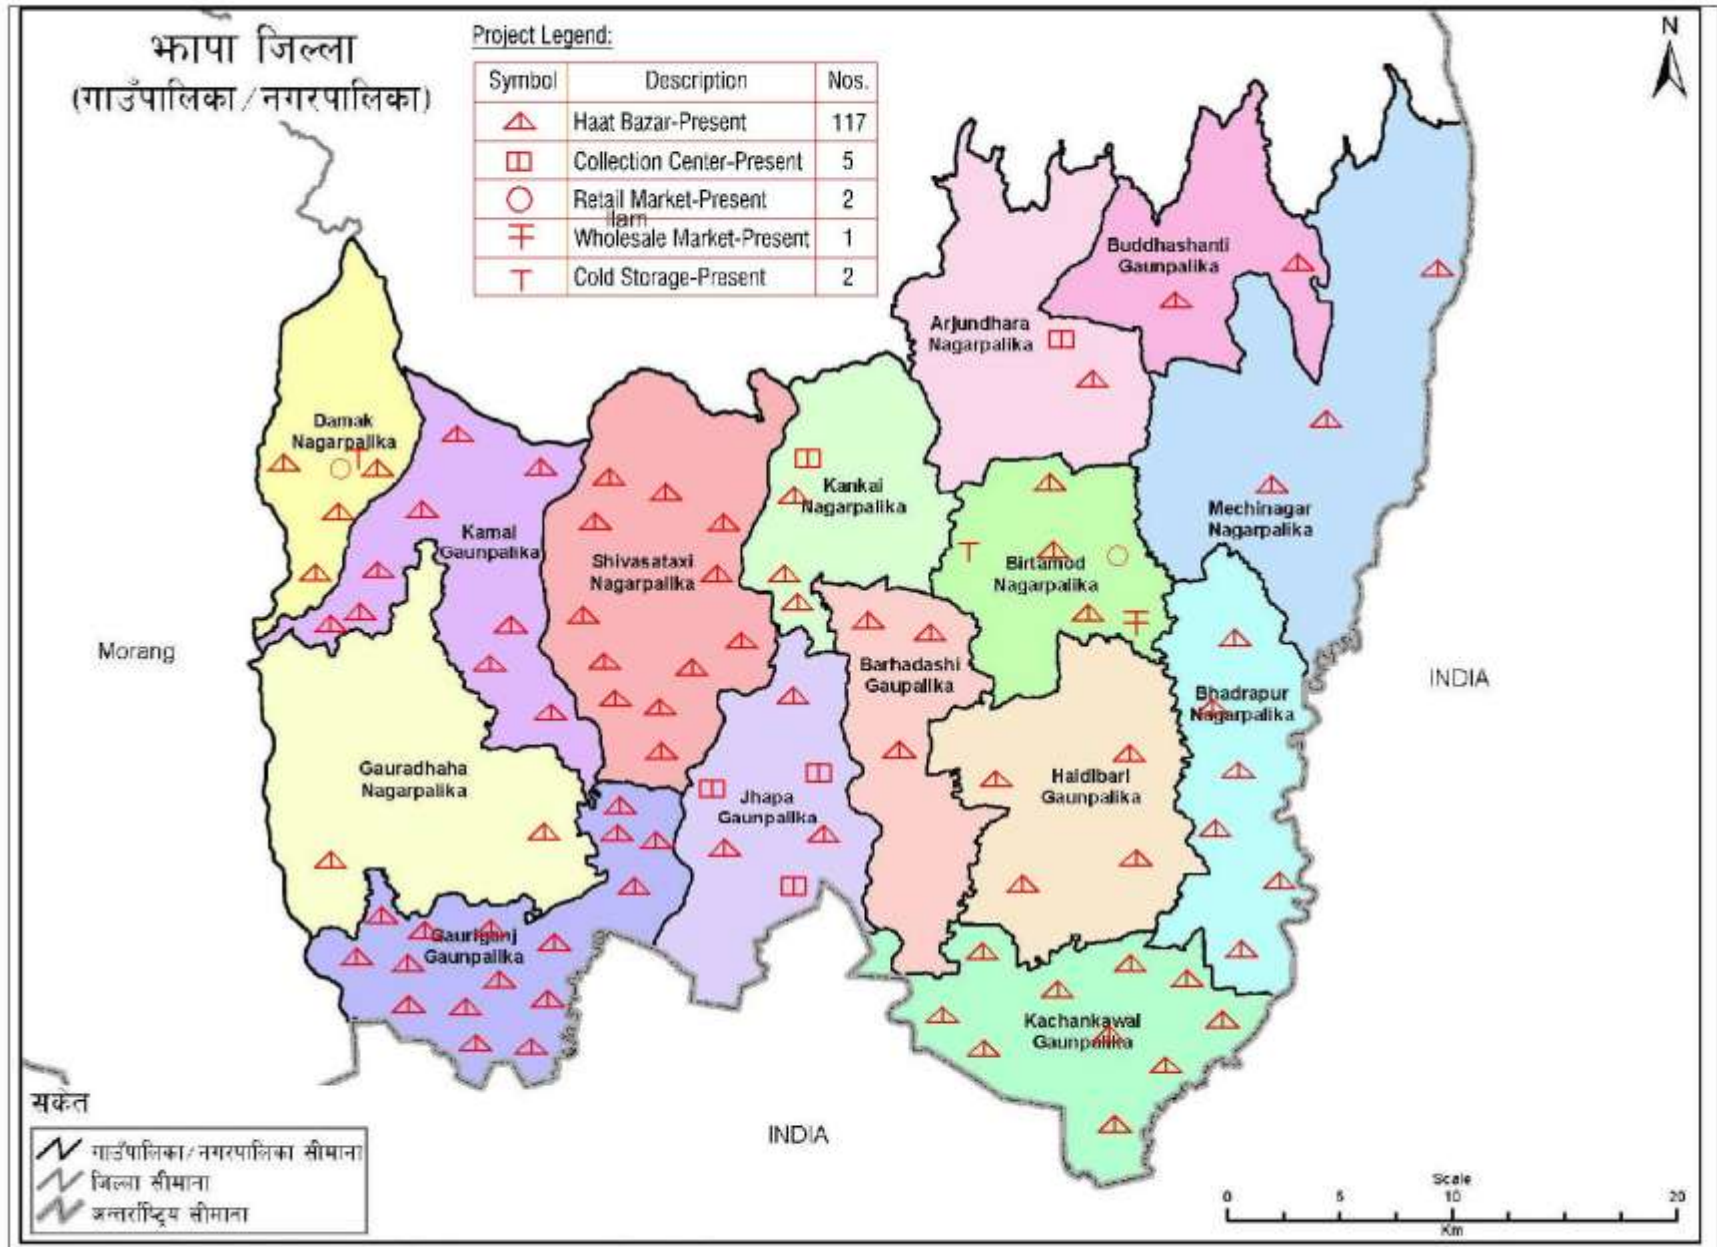 झापा जिल्ला
(गाउँपालिका/नगरपालिका)
Project Legend:
Symbol Description Nos.
Haat Bazar-Present 117
Collection Center-Present 5
Retail Market-Present 2
Ilam
Wholesale Market-Present 1
Cold Storage-Present 2
N
Buddhashanti
Gaunpalika
Arjundhara
Nagarpalika
Damak
Nagarpalika
Kamal
Gaunpalika
Shivasataxi
Nagarpalika
Kankai
Nagarpalika
Birtamod
Nagarpalika
Mechinagar
Nagarpalika
Morang
Barhadashi
Gaupalika
Bhadrapur
Nagarpalika
INDIA
Gauradhaha
Nagarpalika
Jhapa
Gaunpalika
Haldibari
Gaunpalika
Gauriganj
Gaunpalika
Kachankawal
Gaunpalika
INDIA
सकेत
गाउँपालिका/नगरपालिका सीमाना
जिल्ला सीमाना
अन्तर्राष्ट्रिय सीमाना
Scale
0 5 10 20
Km